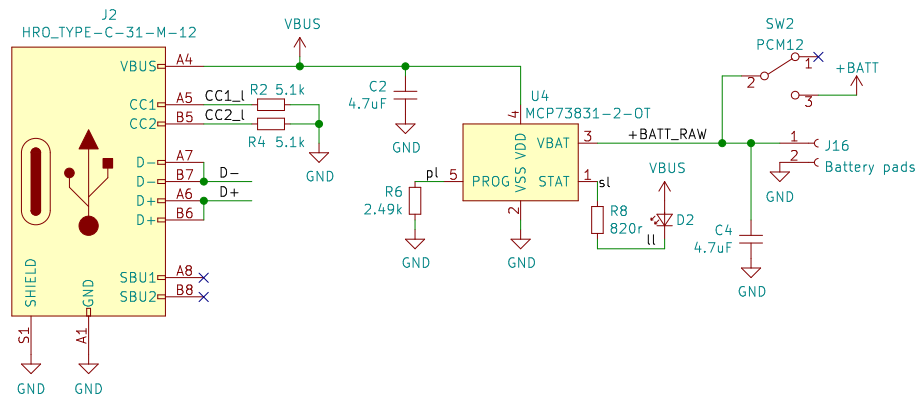 J2
HRO_TYPE-C-31-M-12
VBUS
A4
CC1
A5
CC1_l
R2 5.1k
CC2
B5
CC2_l
R4 5.1k
GND
D-
A7
D-
B7
D-
D+
A6
D+
D+
B6
SBU1
A8
SBU2
B8
SHIELD
GND
S1
A1
GND
GND
VBUS
C2
4.7uF
GND
U4
MCP73831-2-OT
4
VDD
VBAT
3
+BATT_RAW
pl
5
PROG
VSS
STAT
1
sl
2
GND
R6
2.49k
GND
R8
820r
ll
VBUS
D2
SW2
PCM12
1
2
3
+BATT
1
J16
2
Battery pads
GND
C4
4.7uF
GND